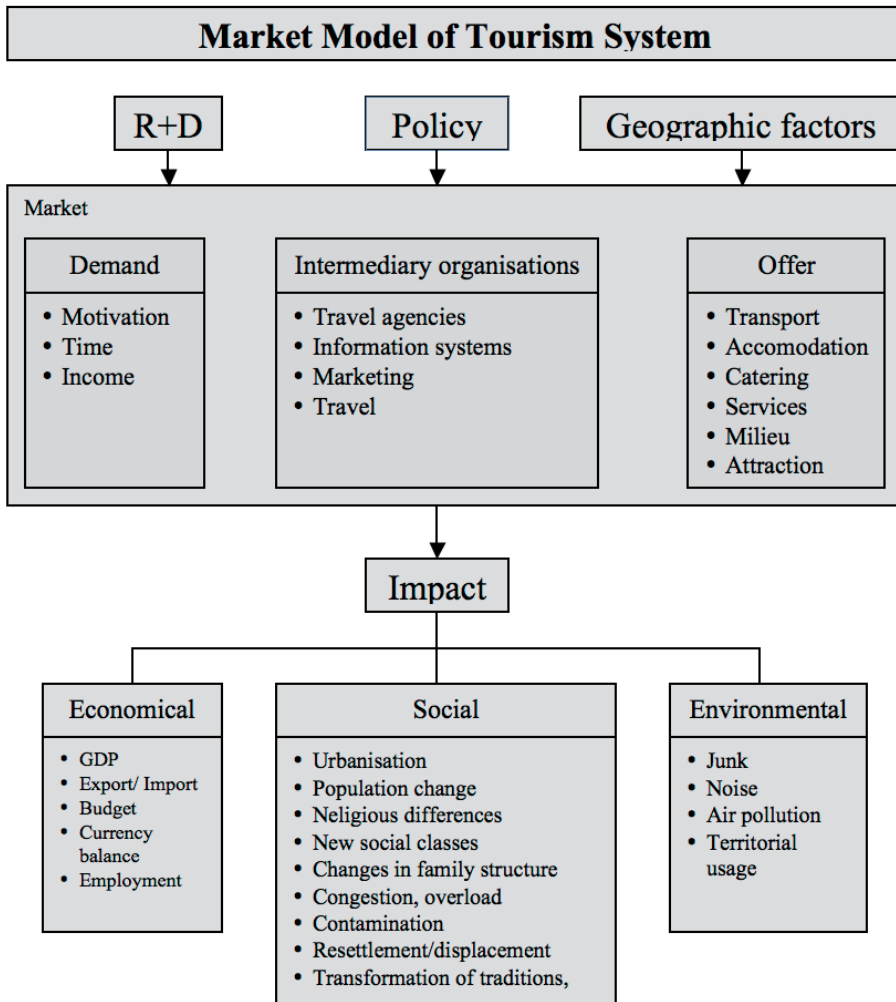 Market Model of Tourism System
R+D
Policy
Geographic factors
Market
Demand
• Motivation
• Time
• Income
Intermediary organisations
• Travel agencies
• Information systems
• Marketing
• Travel
Offer
• Transport
• Accomodation
• Catering
• Services
• Milieu
• Attraction
Impact
Economical
• GDP
• Export/ Import
• Budget
• Currency
balance
• Employment
Social
• Urbanisation
• Population change
• Neligious differences
• New social classes
• Changes in family structure
• Congestion, overload
• Contamination
• Resettlement/displacement
• Transformation of traditions,
Environmental
• Junk
• Noise
• Air pollution
• Territorial
usage